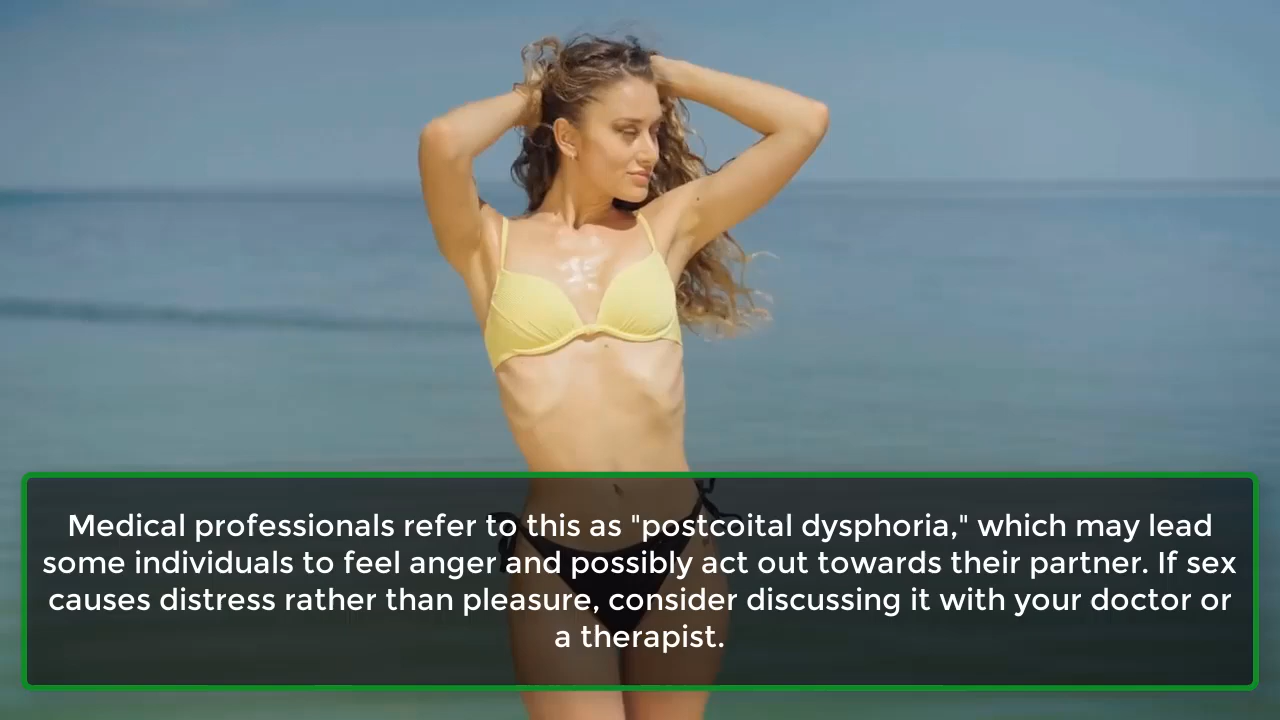 Medical professionals refer to this as "postcoital dysphoria," which may lead
some individuals to feel anger and possibly act out towards their partner. If sex
causes distress rather than pleasure, consider discussing it with your doctor or
a therapist.